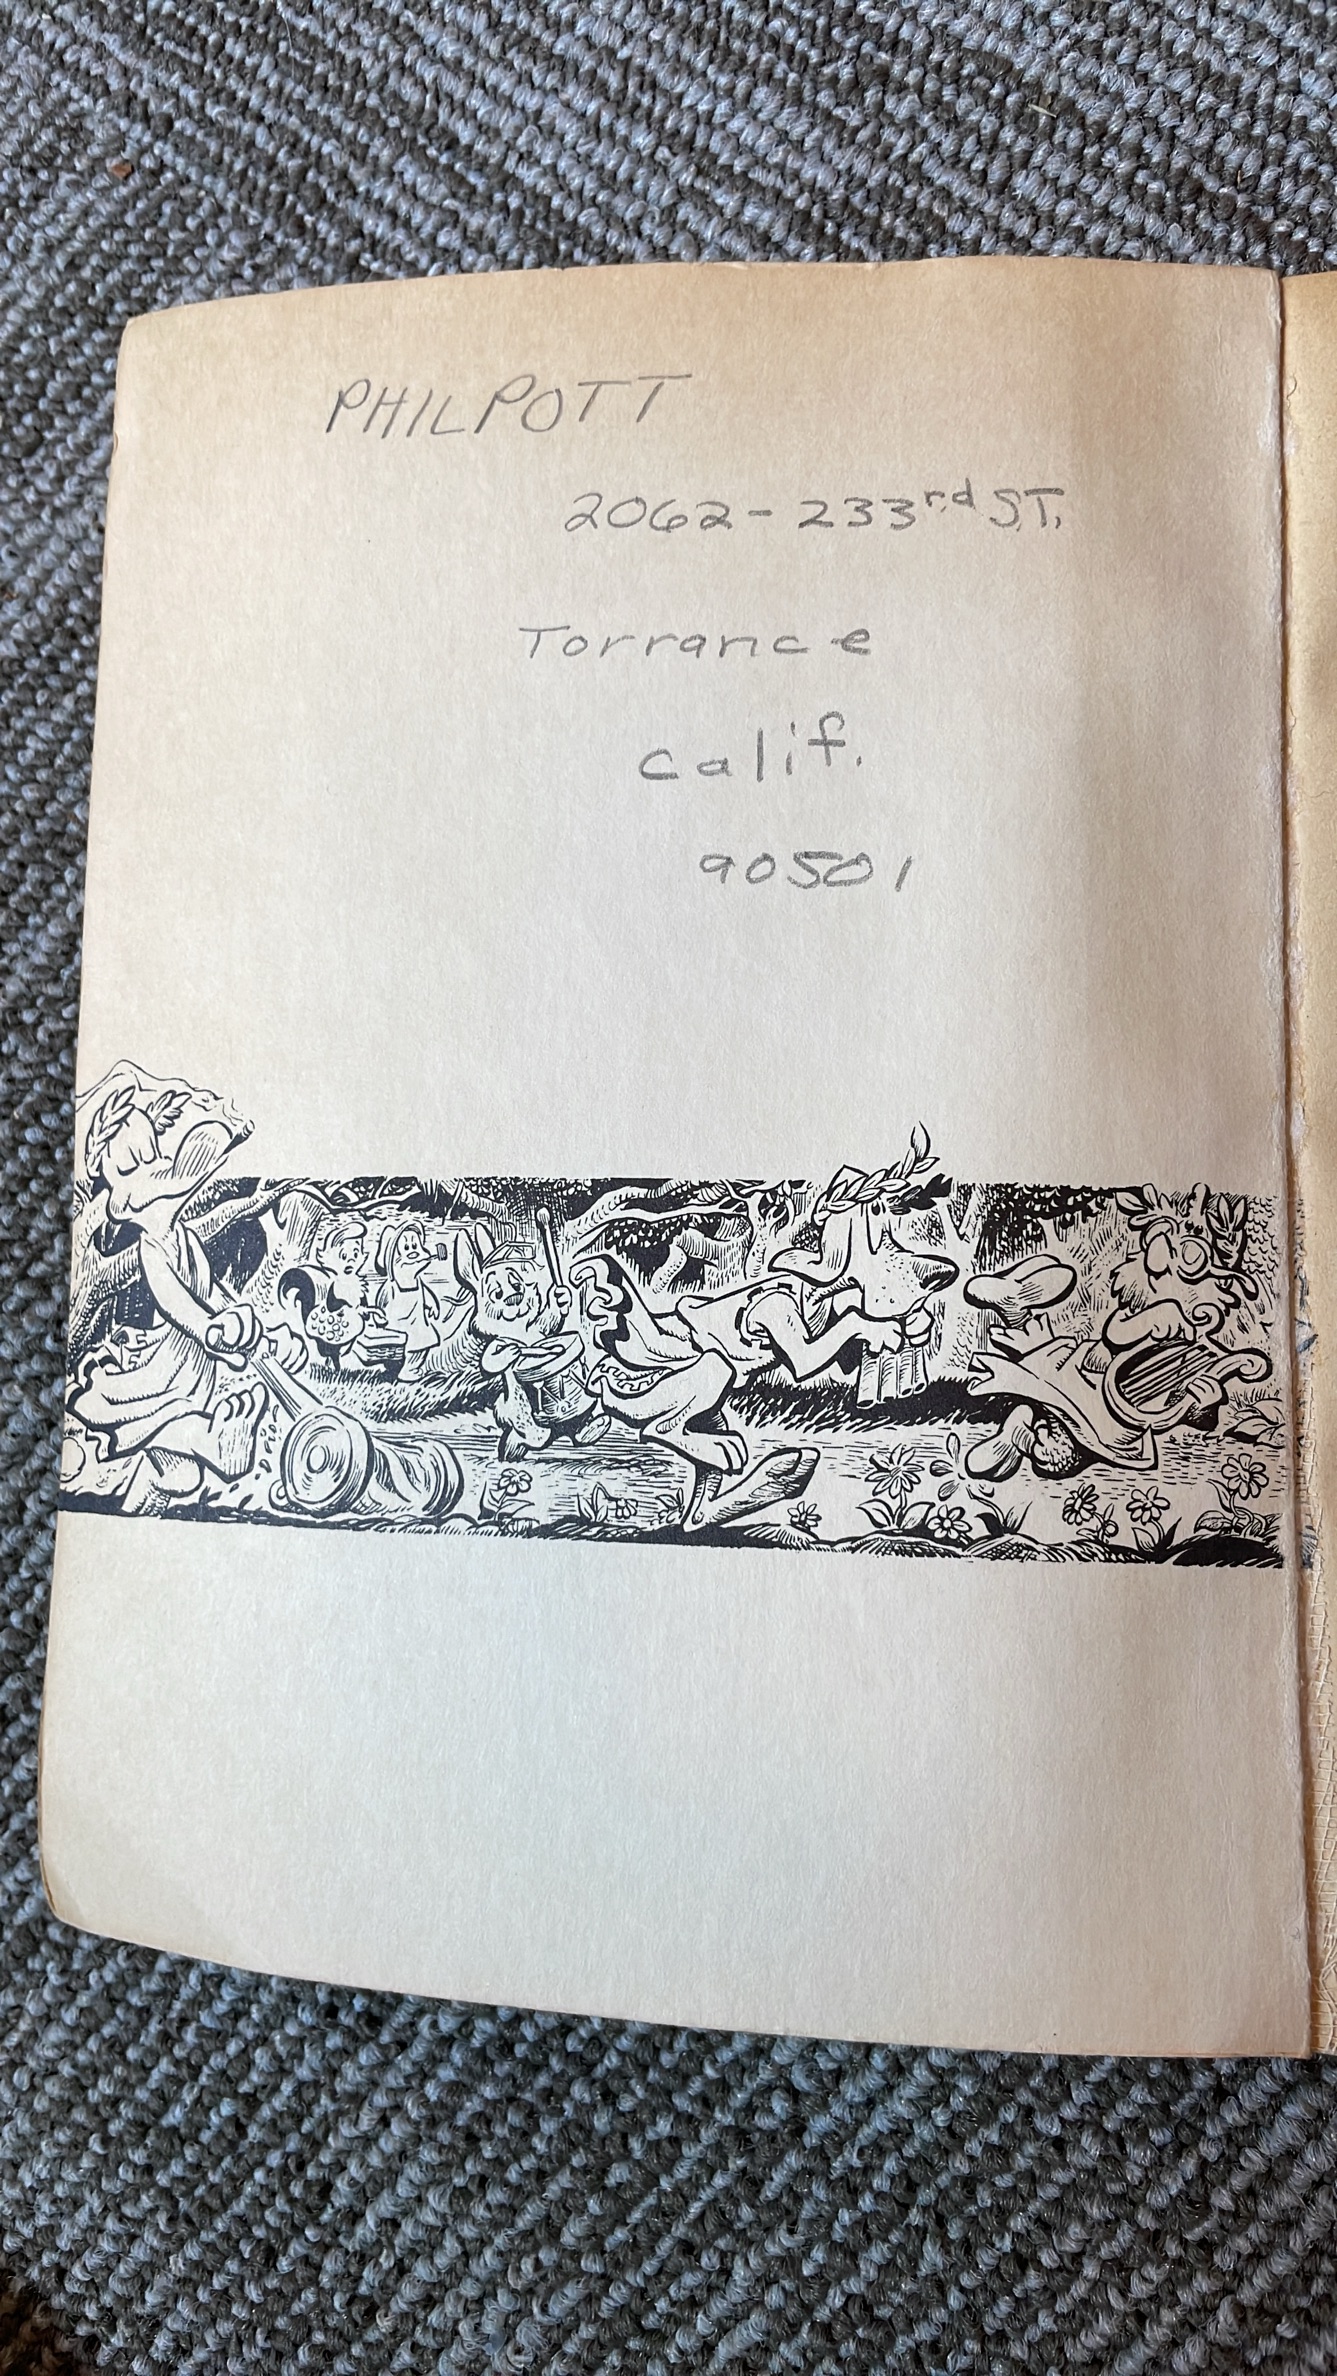 PHILPOTT
2062-233rd ST.
Torrance
Calif.
90501